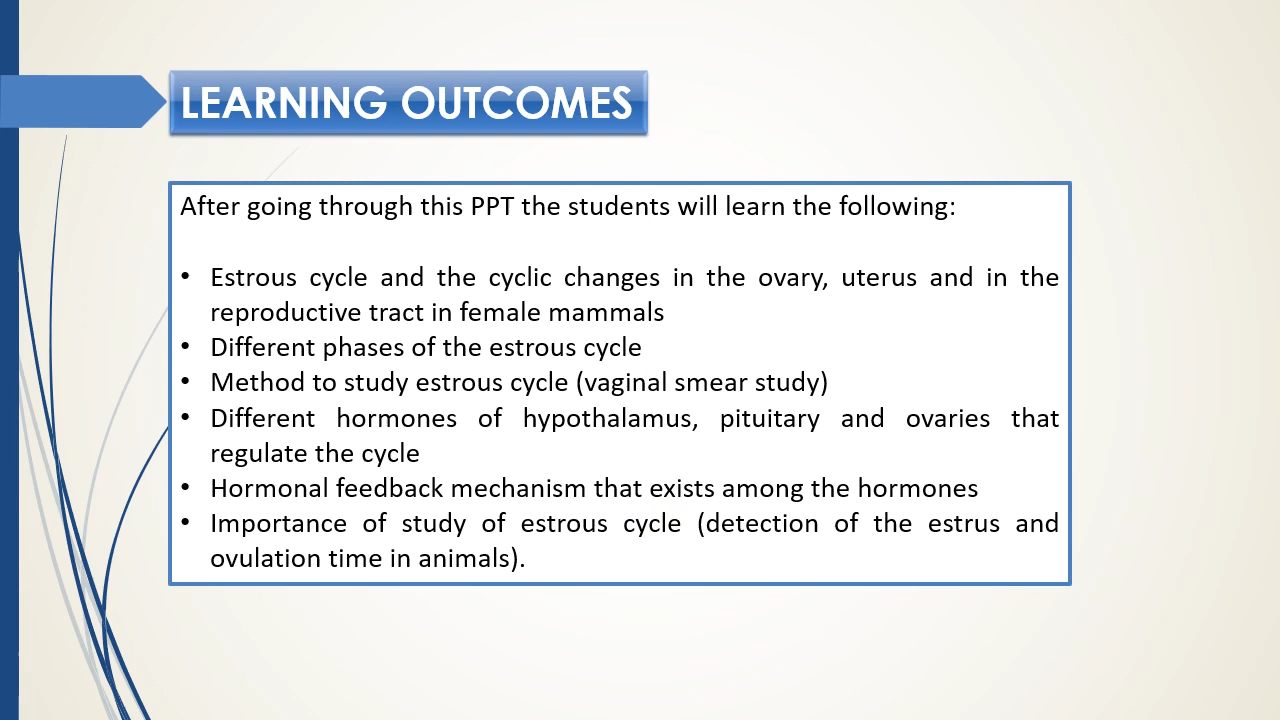 LEARNING OUTCOMES
After going through this PPT the students will learn the following:
• Estrous cycle and the cyclic changes in the ovary, uterus and in the
reproductive tract in female mammals
• Different phases of the estrous cycle
• Method to study estrous cycle (vaginal smear study)
• Different hormones of hypothalamus, pituitary and ovaries that
regulate the cycle
• Hormonal feedback mechanism that exists among the hormones
• Importance of study of estrous cycle (detection of the estrus and
ovulation time in animals).